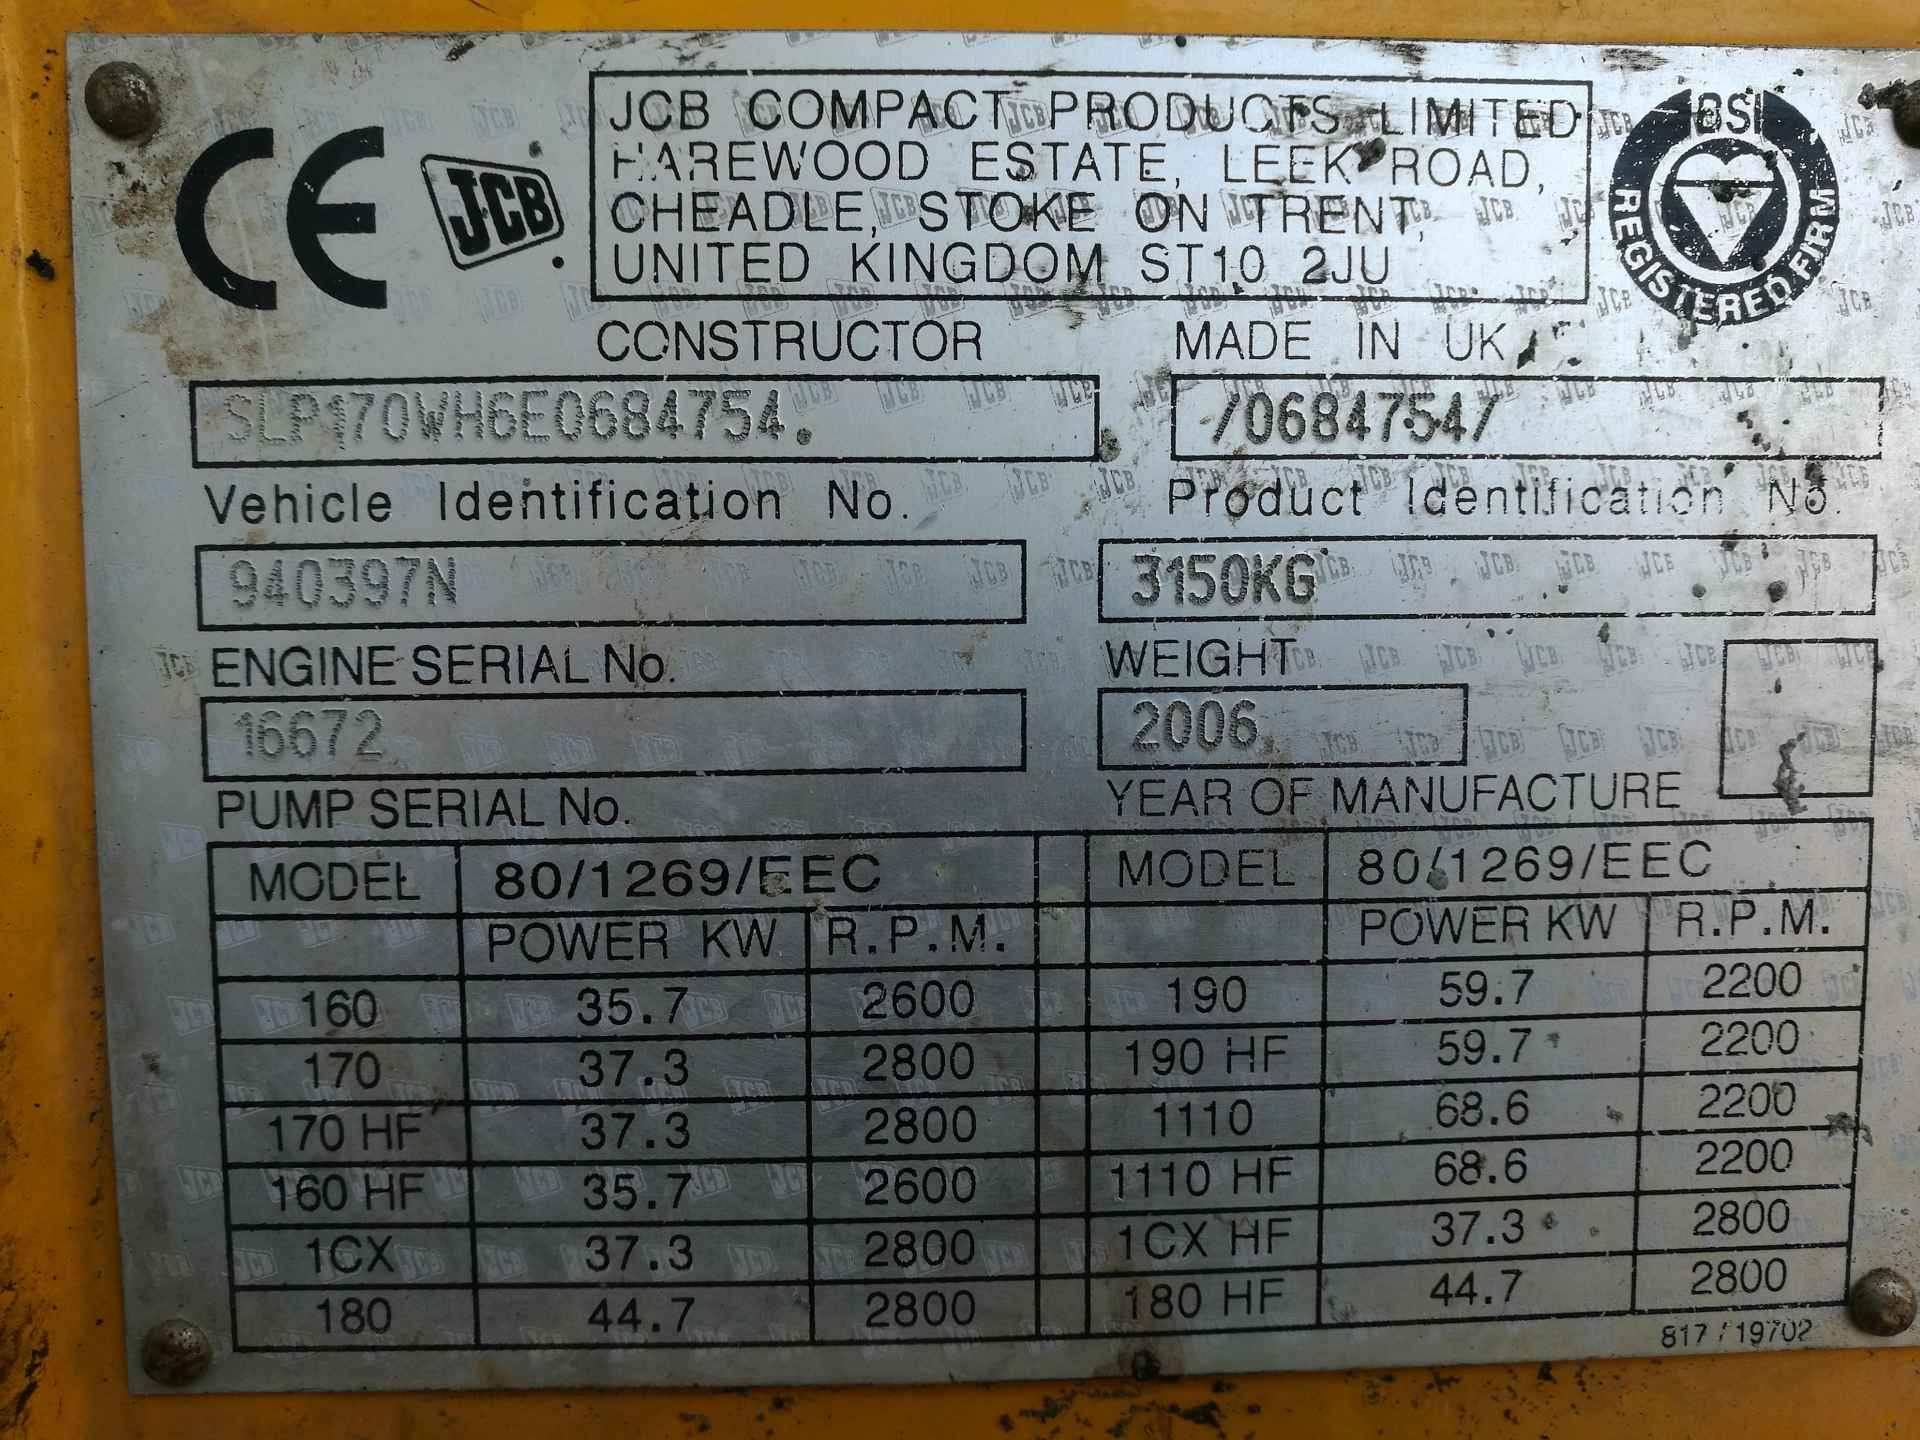 CE
JCB
JCB COMPACT PRODUCTS LIMITED
HAREWOOD ESTATE, LEEK ROAD,
CHEADLE, STOKE ON TRENT,
UNITED KINGDOM ST10 2JU
BSI
REGISTERED FIRM
CONSTRUCTOR MADE IN UK
SLP170WH6E0684754. /0684754/
Vehicle Identification No. Product Identification No.
940397N 3150KG
ENGINE SERIAL No. WEIGHT
16672 2006
PUMP SERIAL No. YEAR OF MANUFACTURE
MODEL 80/1269/EEC MODEL 80/1269/EEC
POWER KW R.P.M. POWER KW R.P.M.
160 35.7 2600 190 59.7 2200
170 37.3 2800 190 HF 59.7 2200
170 HF 37.3 2800 1110 68.6 2200
160 HF 35.7 2600 1110 HF 68.6 2200
1CX 37.3 2800 1CX HF 37.3 2800
180 44.7 2800 180 HF 44.7 2800
817/19702